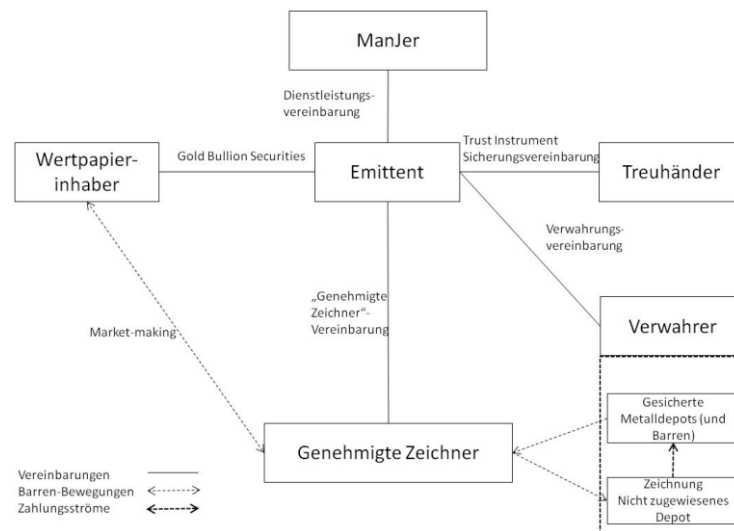 ManJer
Dienstleistungs-
vereinbarung
Wertpapier-
inhaber
Gold Bullion Securities
Emittent
Trust Instrument
Sicherungsvereinbarung
Treuhänder
Verwahrungs-
vereinbarung
„Genehmigte
Zeichner“-
Vereinbarung
Market-making
Verwahrer
Gesicherte
Metalldepots (und
Barren)
Genehmigte Zeichner
Zeichnung
Nicht zugewiesenes
Depot
Vereinbarungen
Barren-Bewegungen
Zahlungsströme